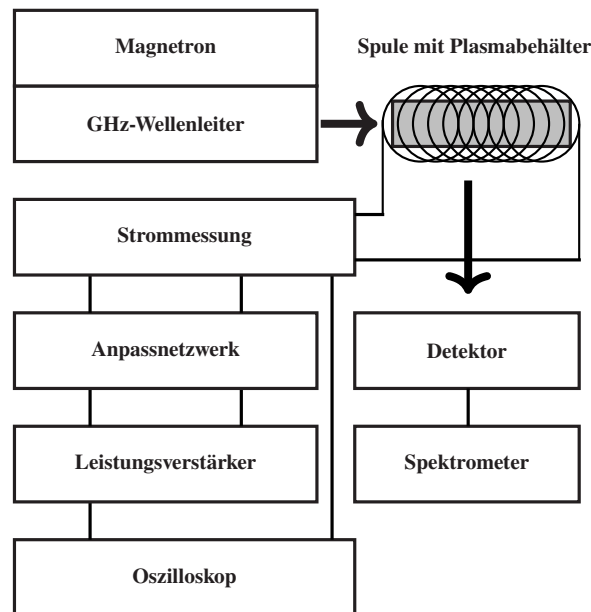 Magnetron
Spule mit Plasmabehälter
GHz-Wellenleiter
Strommessung
Anpassnetzwerk
Detektor
Leistungsverstärker
Spektrometer
Oszilloskop